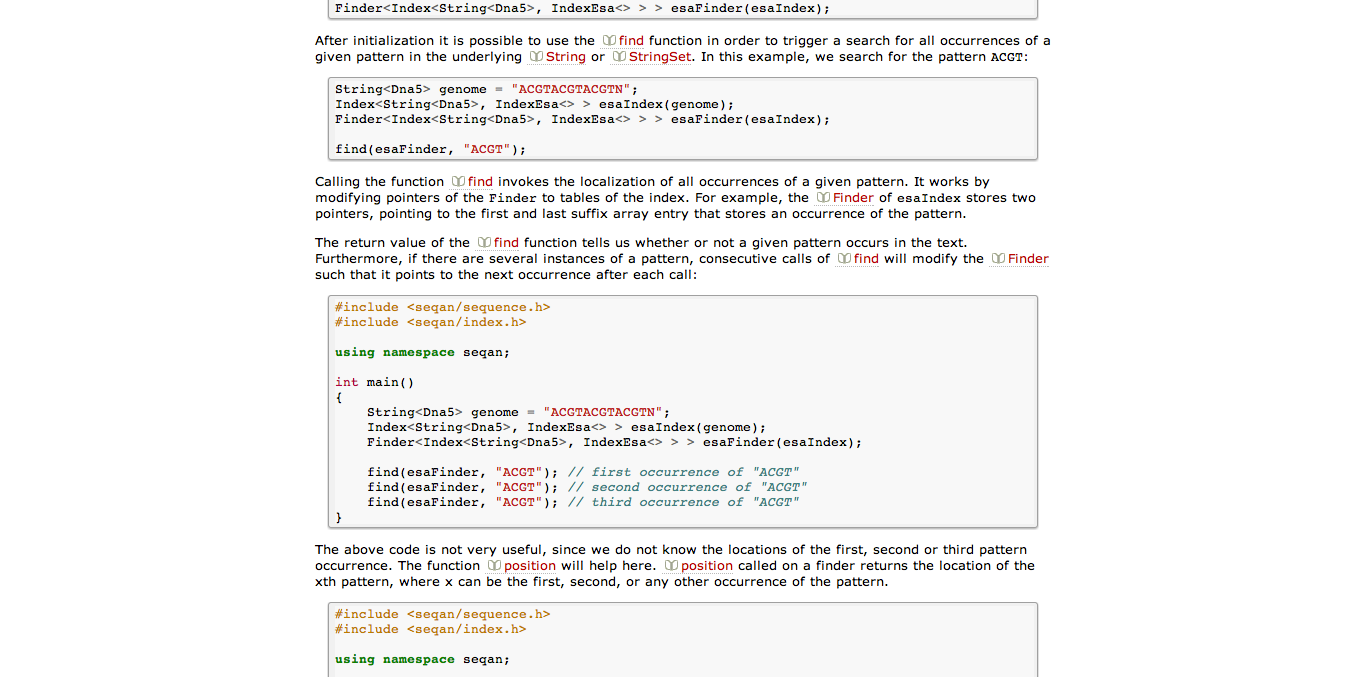 Finder<Index<String<Dna5>, IndexEsa<> > > esaFinder(esaIndex);
After initialization it is possible to use the find function in order to trigger a search for all occurrences of a
given pattern in the underlying String or StringSet. In this example, we search for the pattern ACGT:
String<Dna5> genome = "ACGTACGTACGTN";
Index<String<Dna5>, IndexEsa<> > esaIndex(genome);
Finder<Index<String<Dna5>, IndexEsa<> > > esaFinder(esaIndex);
find(esaFinder, "ACGT");
Calling the function find invokes the localization of all occurrences of a given pattern. It works by
modifying pointers of the Finder to tables of the index. For example, the Finder of esaIndex stores two
pointers, pointing to the first and last suffix array entry that stores an occurrence of the pattern.
The return value of the find function tells us whether or not a given pattern occurs in the text.
Furthermore, if there are several instances of a pattern, consecutive calls of find will modify the Finder
such that it points to the next occurrence after each call:
#include <seqan/sequence.h>
#include <seqan/index.h>
using namespace seqan;
int main()
{
    String<Dna5> genome = "ACGTACGTACGTN";
    Index<String<Dna5>, IndexEsa<> > esaIndex(genome);
    Finder<Index<String<Dna5>, IndexEsa<> > > esaFinder(esaIndex);
    find(esaFinder, "ACGT"); // first occurrence of "ACGT"
    find(esaFinder, "ACGT"); // second occurrence of "ACGT"
    find(esaFinder, "ACGT"); // third occurrence of "ACGT"
}
The above code is not very useful, since we do not know the locations of the first, second or third pattern
occurrence. The function position will help here. position called on a finder returns the location of the
xth pattern, where x can be the first, second, or any other occurrence of the pattern.
#include <seqan/sequence.h>
#include <seqan/index.h>
using namespace seqan;